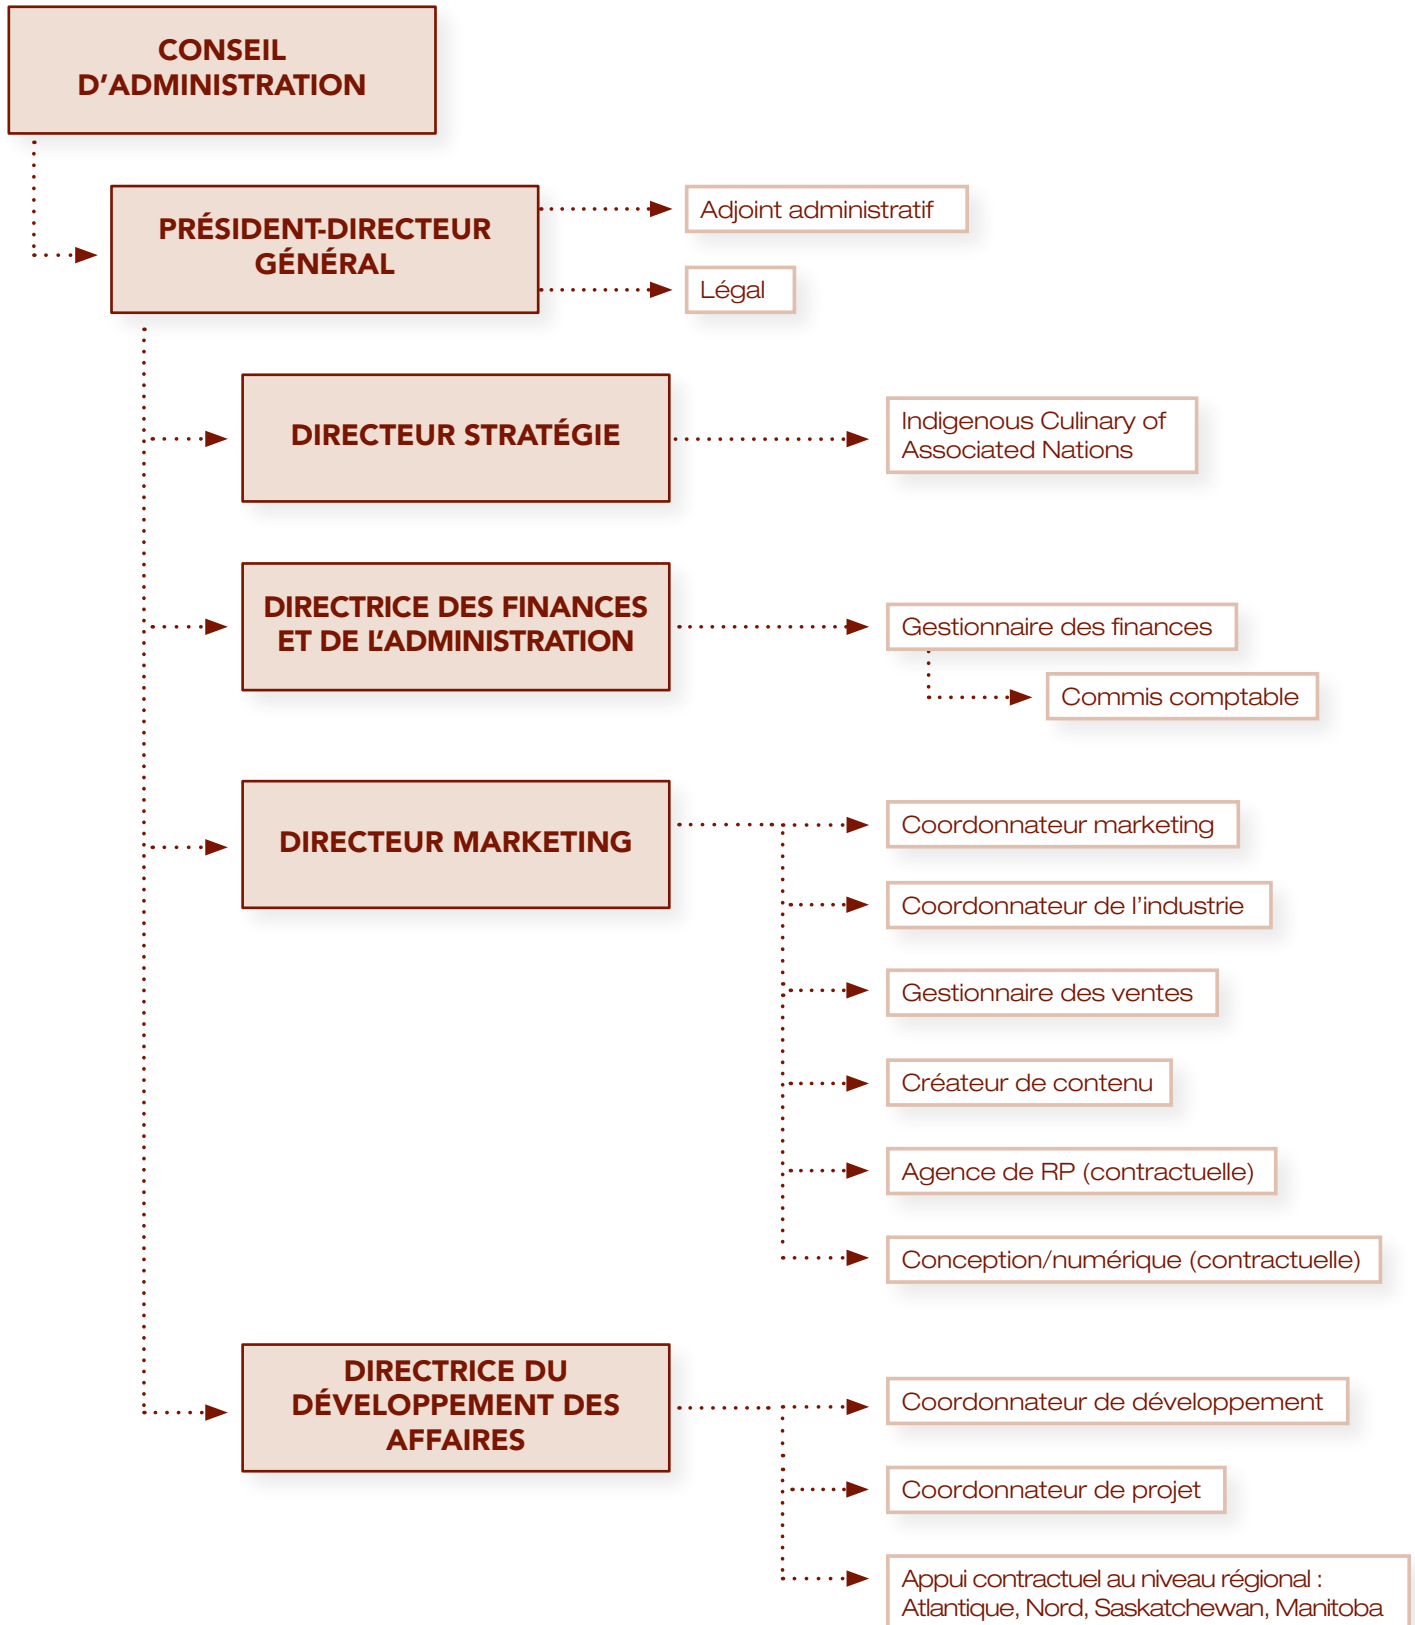 CONSEIL
D’ADMINISTRATION
PRÉSIDENT-DIRECTEUR
GÉNÉRAL
Adjoint administratif
Légal
DIRECTEUR STRATÉGIE
Indigenous Culinary of
Associated Nations
DIRECTRICE DES FINANCES
ET DE L’ADMINISTRATION
Gestionnaire des finances
Commis comptable
DIRECTEUR MARKETING
Coordonnateur marketing
Coordonnateur de l’industrie
Gestionnaire des ventes
Créateur de contenu
Agence de RP (contractuelle)
Conception/numérique (contractuelle)
DIRECTRICE DU
DÉVELOPPEMENT DES
AFFAIRES
Coordonnateur de développement
Coordonnateur de projet
Appui contractuel au niveau régional :
Atlantique, Nord, Saskatchewan, Manitoba